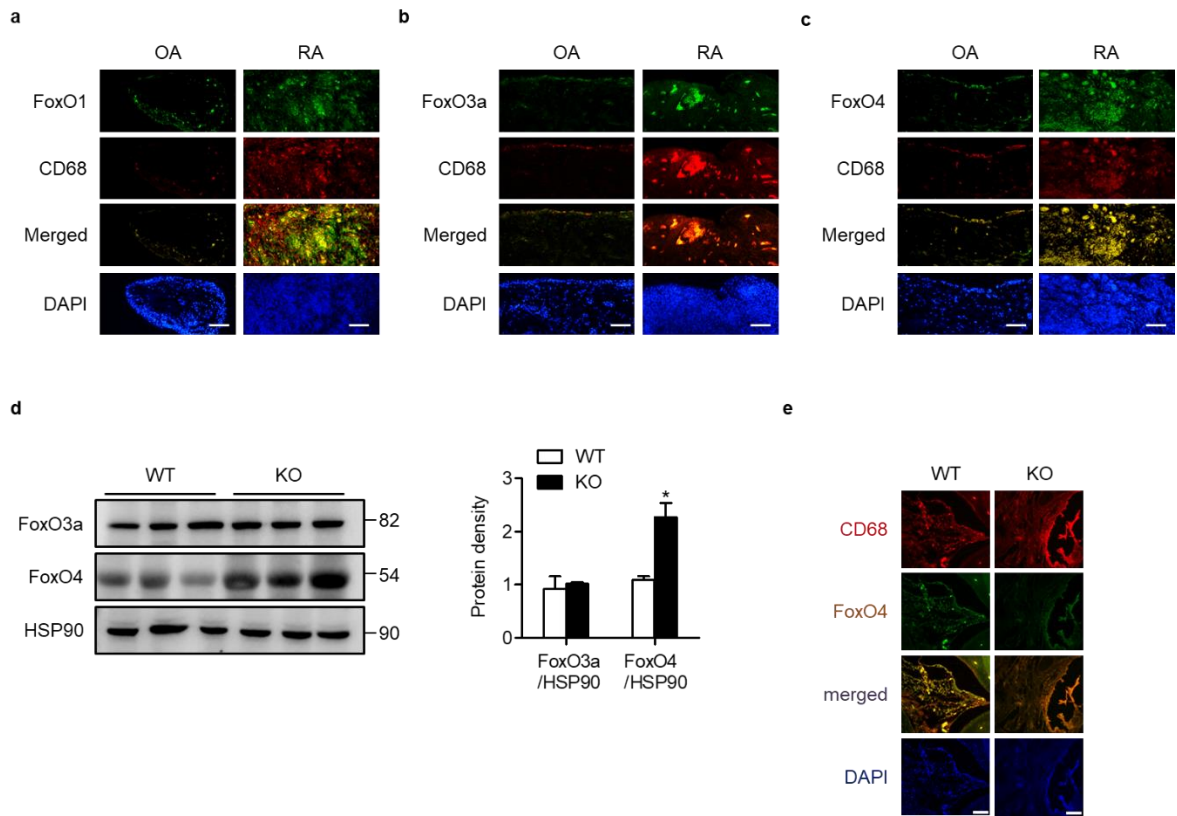 a
OA RA
FoxO1
CD68
Merged
DAPI
b
OA RA
FoxO3a
CD68
Merged
DAPI
c
OA RA
FoxO4
CD68
Merged
DAPI
d
WT KO
FoxO3a 82
FoxO4 54
HSP90 90
WT
KO
Protein density
3
2
1
0
*
FoxO3a FoxO4
/HSP90 /HSP90
e
WT KO
CD68
FoxO4
merged
DAPI